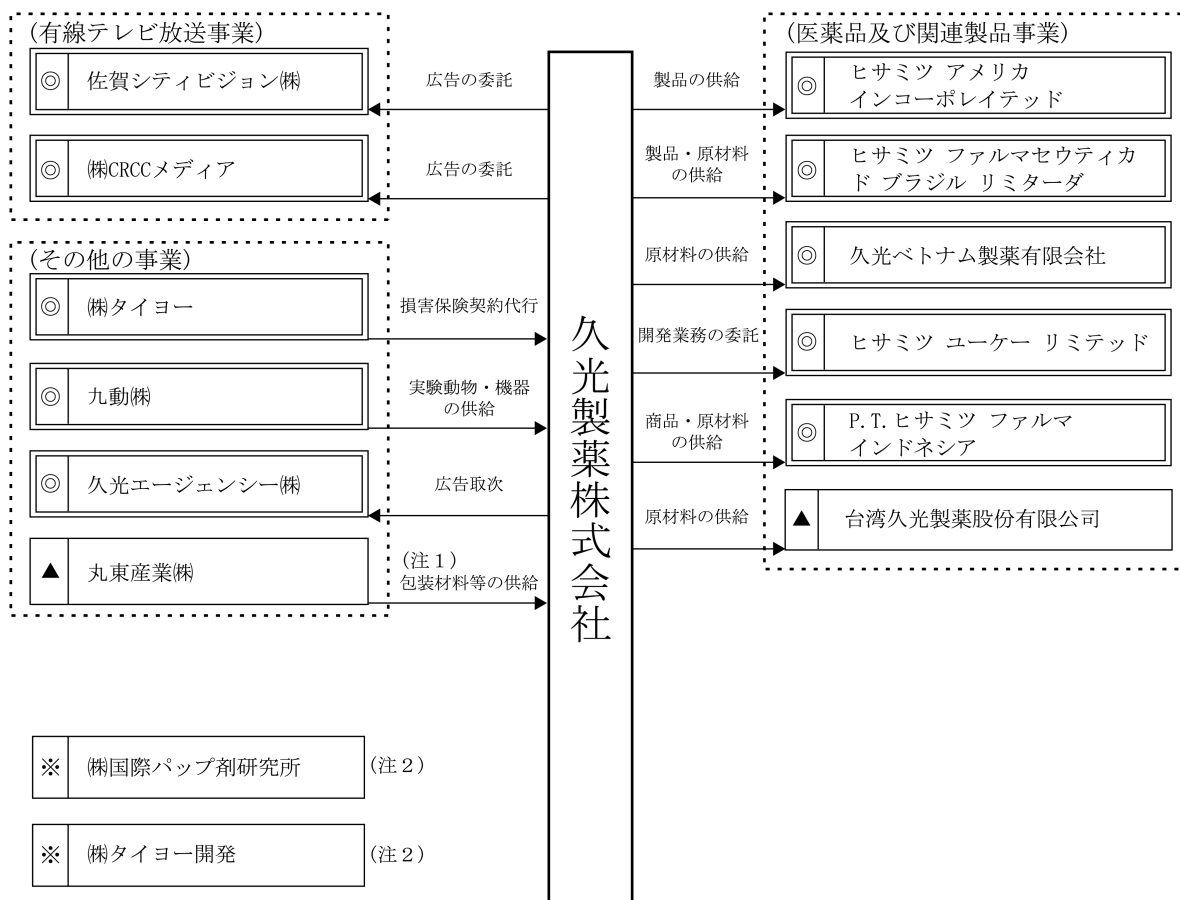 (有線テレビ放送事業)
◎ 佐賀シティビジョン㈱
広告の委託
◎ ㈱CRCCメディア
広告の委託
(その他の事業)
◎ ㈱タイヨー
損害保険契約代行
◎ 九動㈱
実験動物・機器
の供給
◎ 久光エージェンシー㈱
広告取次
▲ 丸東産業㈱
(注1)
包装材料等の供給
※ ㈱国際パップ剤研究所
(注2)
※ ㈱タイヨー開発
(注2)
久光製薬株式会社
(医薬品及び関連製品事業)
製品の供給
◎ ヒサミツ アメリカ
インコーポレイテッド
製品・原材料
の供給
◎ ヒサミツ ファルマセウティカ
ド ブラジル リミターダ
原材料の供給
◎ 久光ベトナム製薬有限会社
開発業務の委託
◎ ヒサミツ ユーケー リミテッド
商品・原材料
の供給
◎ P.T.ヒサミツ ファルマ
インドネシア
原材料の供給
▲ 台湾久光製薬股份有限公司